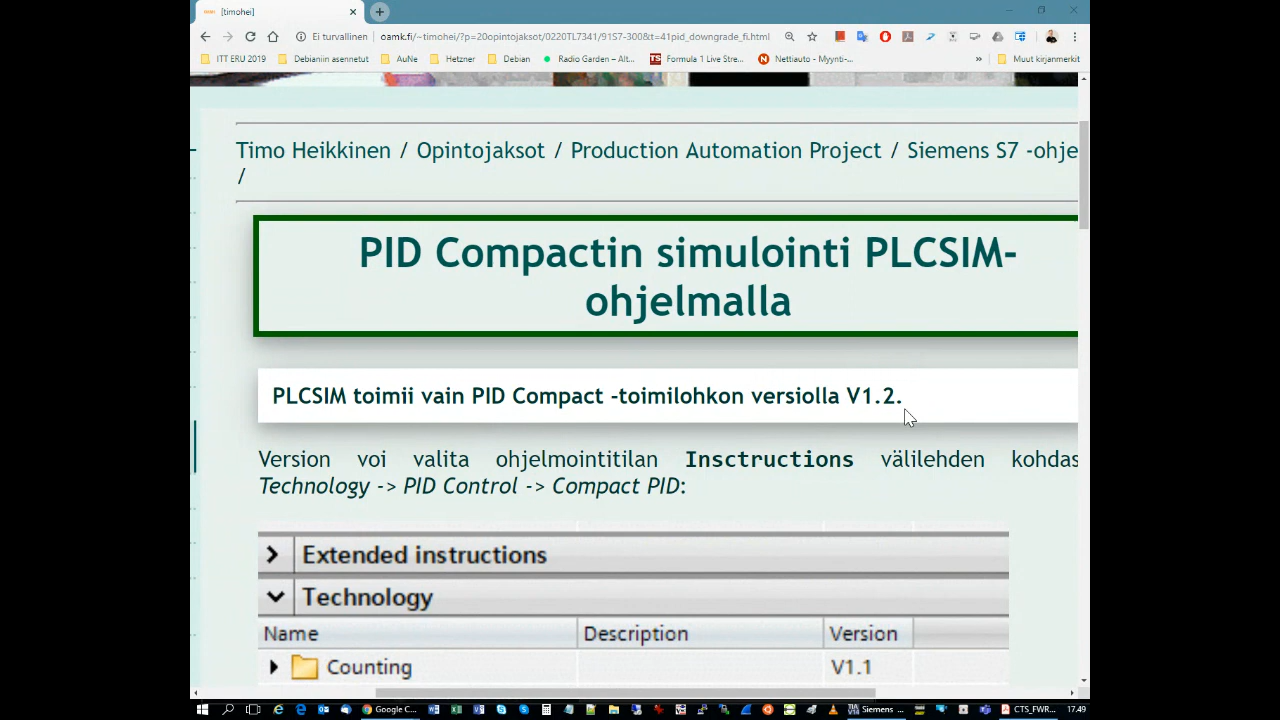 [timohei]
Ei turvallinen
oamk.fi/~timohei/?p=20opintojaksot/0220TL7341/91S7-300&t=41pid_downgrade_fi.html
ITT ERU 2019
Debianiin asennetut
AuNe
Hetzner
Debian
Radio Garden – Alt...
Formula 1 Live Stre...
Nettiauto - Myynti-...
»
Muut kirjanmerkit
Timo Heikkinen / Opintojaksot / Production Automation Project / Siemens S7 -ohje
/
PID Compactin simulointi PLCSIM-
ohjelmalla
PLCSIM toimii vain PID Compact -toimilohkon versiolla V1.2.
Version voi valita ohjelmointitilan Insctructions välilehden kohdas
Technology -> PID Control -> Compact PID:
Extended instructions
Technology
Name Description Version
Counting V1.1
Google C...
Siemens ...
CTS_FWR...
17.49